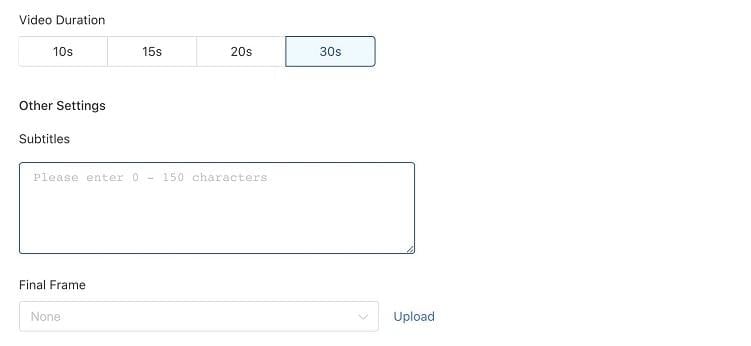 Video Duration
10s 15s 20s 30s
Other Settings
Subtitles
Please enter 0 - 150 characters
Final Frame
None Upload